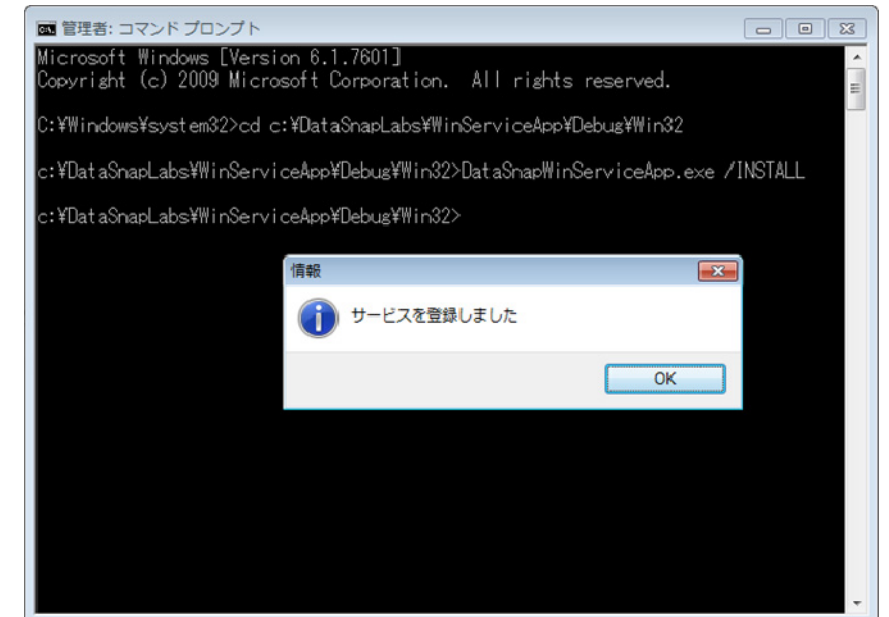 管理者: コマンド プロンプト
Microsoft Windows [Version 6.1.7601]
Copyright (c) 2009 Microsoft Corporation.  All rights reserved.
C:¥Windows¥system32>cd c:¥DataSnapLabs¥WinServiceApp¥Debug¥Win32
c:¥DataSnapLabs¥WinServiceApp¥Debug¥Win32>DataSnapWinServiceApp.exe /INSTALL
c:¥DataSnapLabs¥WinServiceApp¥Debug¥Win32>
情報
サービスを登録しました
OK